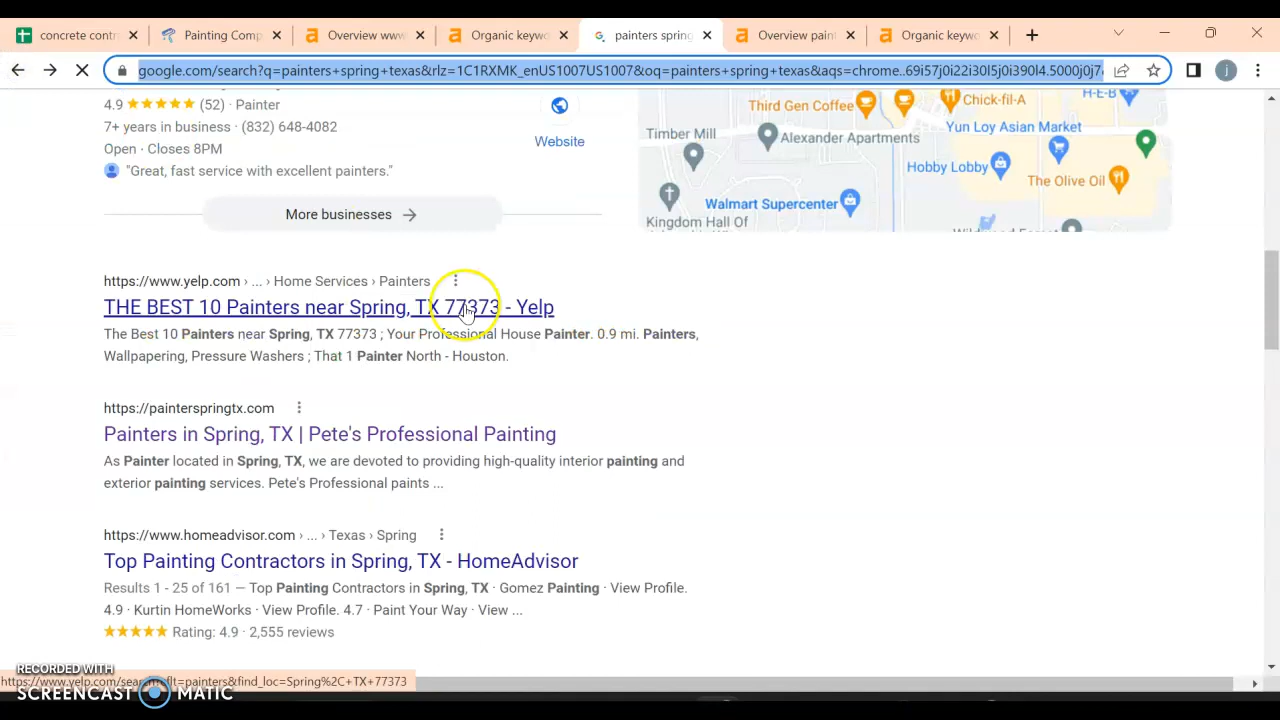 concrete contr
Painting Comp
Overview www
Organic keywo
painters spring
Overview paint
Organic keywo
google.com/search?q=painters+spring+texas&rlz=1C1RXMK_enUS1007US1007&oq=painters+spring+texas&aqs=chrome..69i57j0i22i30l5j0i390l4.5000j0j7
j
4.9 (52) · Painter
7+ years in business · (832) 648-4082
Open · Closes 8PM
"Great, fast service with excellent painters."
Website
More businesses
Third Gen Coffee
Chick-fil-A
H-E-B
Timber Mill
Alexander Apartments
Yun Loy Asian Market
Hobby Lobby
The Olive Oil
Walmart Supercenter
Kingdom Hall Of
https://www.yelp.com › ... › Home Services › Painters
THE BEST 10 Painters near Spring, TX 77373 - Yelp
The Best 10 Painters near Spring, TX 77373 ; Your Professional House Painter. 0.9 mi. Painters,
Wallpapering, Pressure Washers ; That 1 Painter North - Houston.
https://painterspringtx.com
Painters in Spring, TX | Pete's Professional Painting
As Painter located in Spring, TX, we are devoted to providing high-quality interior painting and
exterior painting services. Pete's Professional paints ...
https://www.homeadvisor.com › ... › Texas › Spring
Top Painting Contractors in Spring, TX - HomeAdvisor
Results 1 - 25 of 161 — Top Painting Contractors in Spring, TX · Gomez Painting · View Profile.
4.9 · Kurtin HomeWorks · View Profile. 4.7 · Paint Your Way · View ...
Rating: 4.9 · 2,555 reviews
RECORDED WITH
SCREENCAST MATIC